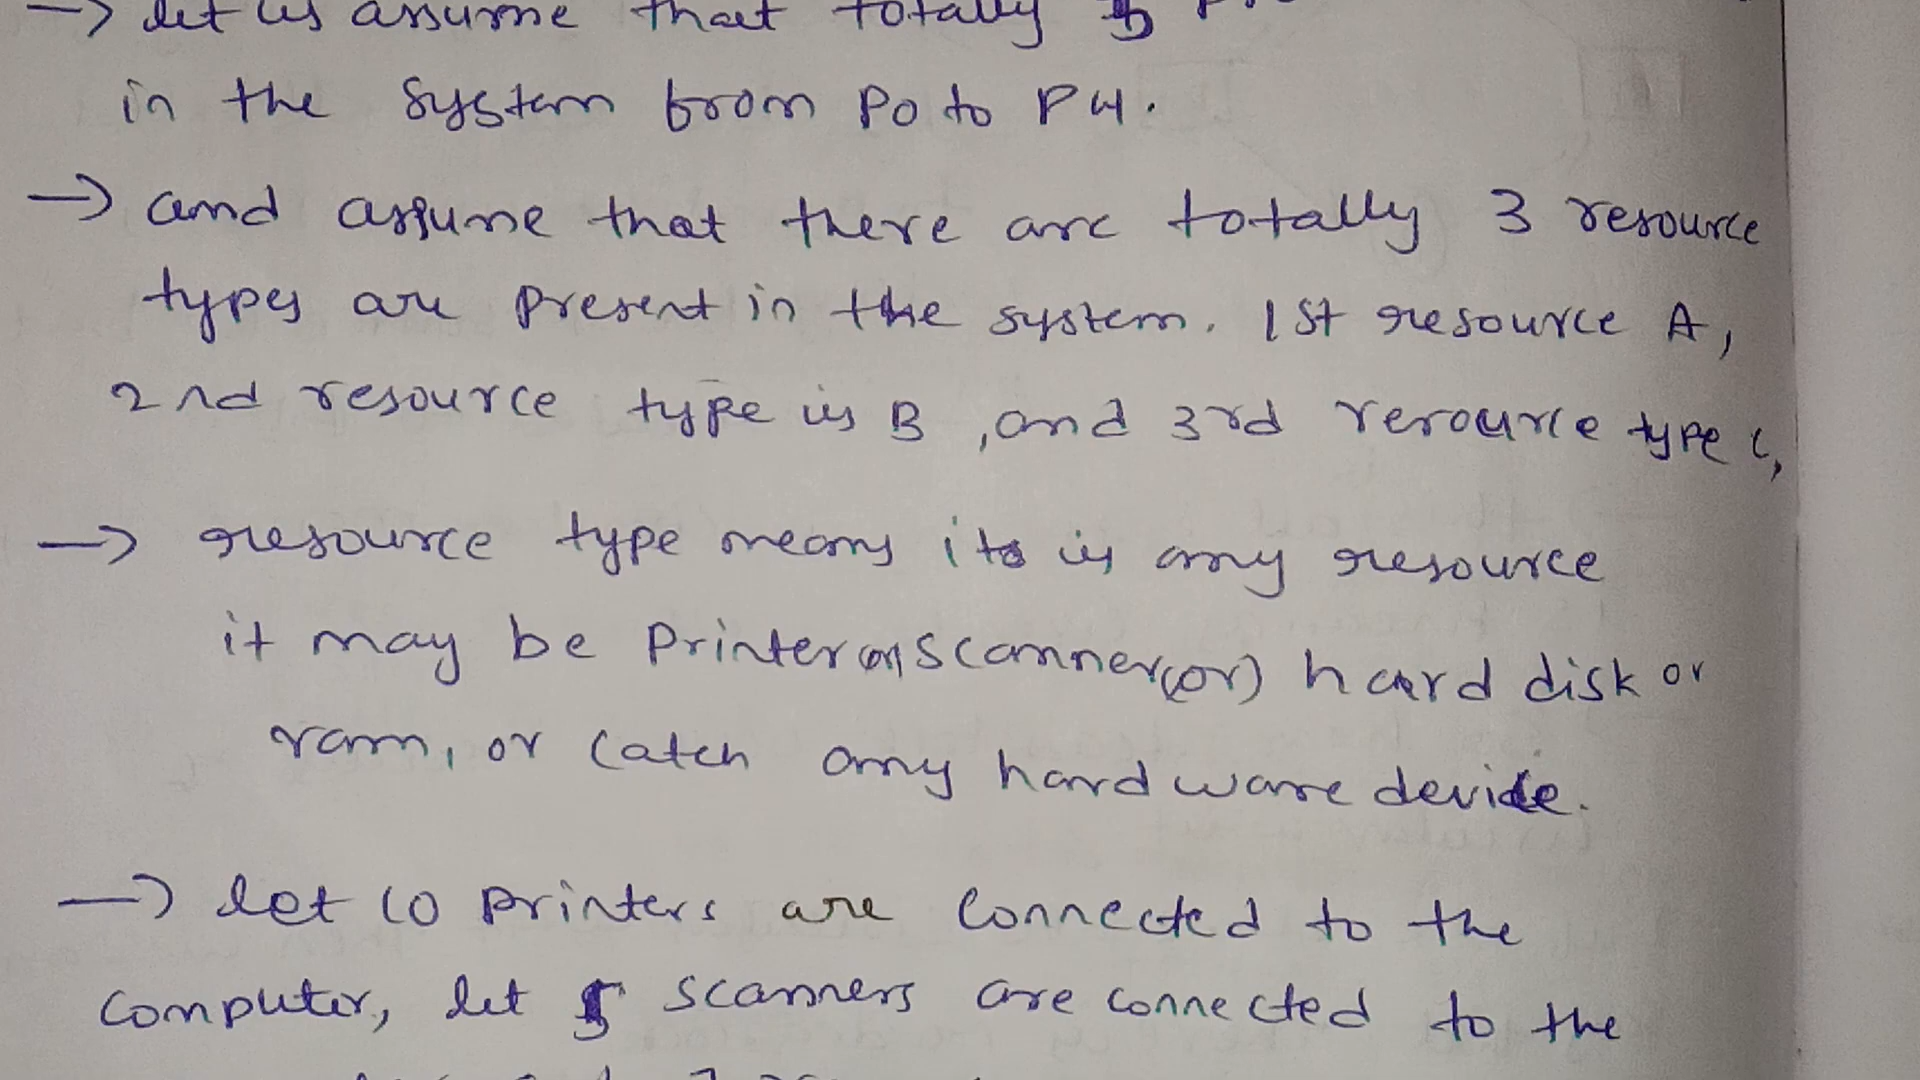 → let us assume that totally 5
in the system from P0 to P4.
→ and assume that there are totally 3 resource
types are present in the system. 1st resource A,
2nd resource type is B, and 3rd resource type C,
→ resource type means its is any resource
it may be Printer (or) Scanner (or) hard disk or
ram, or catch any hardware device.
→ let 10 printers are connected to the
computer, let 5 scanners are connected to the